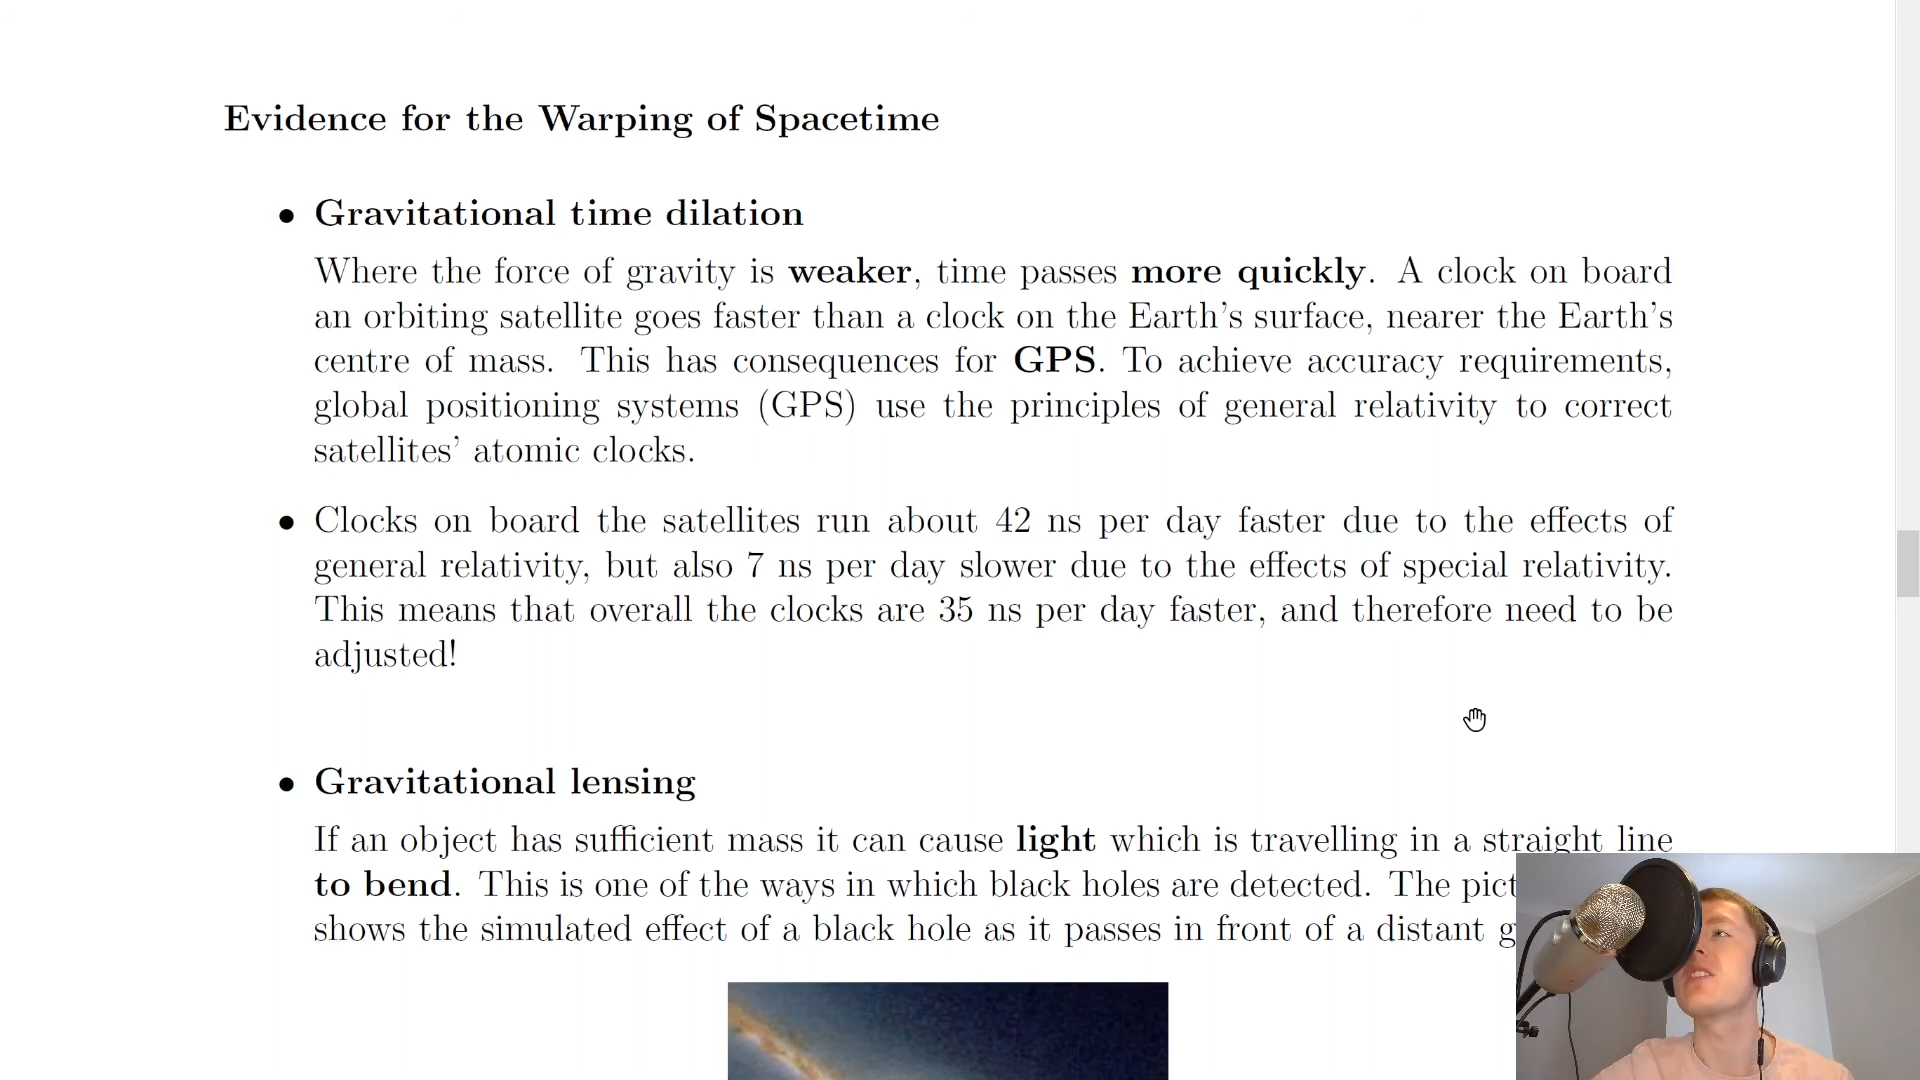 Evidence for the Warping of Spacetime
• Gravitational time dilation
Where the force of gravity is weaker, time passes more quickly. A clock on board
an orbiting satellite goes faster than a clock on the Earth's surface, nearer the Earth's
centre of mass. This has consequences for GPS. To achieve accuracy requirements,
global positioning systems (GPS) use the principles of general relativity to correct
satellites' atomic clocks.
• Clocks on board the satellites run about 42 ns per day faster due to the effects of
general relativity, but also 7 ns per day slower due to the effects of special relativity.
This means that overall the clocks are 35 ns per day faster, and therefore need to be
adjusted!
• Gravitational lensing
If an object has sufficient mass it can cause light which is travelling in a straight line
to bend. This is one of the ways in which black holes are detected. The
shows the simulated effect of a black hole as it passes in front of a distant